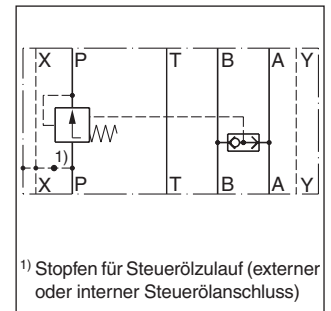 X P T B A Y
1)
X P T B A Y
1) Stopfen für Steuerölzulauf (externer
oder interner Steuerölanschluss)